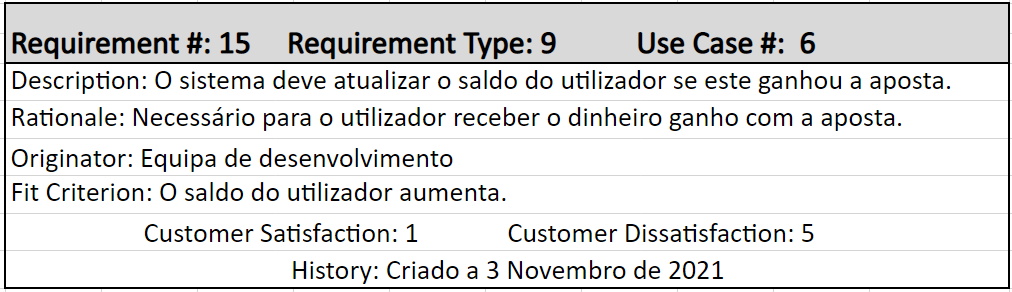 Requirement #: 15 Requirement Type: 9 Use Case #: 6
Description: O sistema deve atualizar o saldo do utilizador se este ganhou a aposta.
Rationale: Necessário para o utilizador receber o dinheiro ganho com a aposta.
Originator: Equipa de desenvolvimento
Fit Criterion: O saldo do utilizador aumenta.
Customer Satisfaction: 1 Customer Dissatisfaction: 5
History: Criado a 3 Novembro de 2021